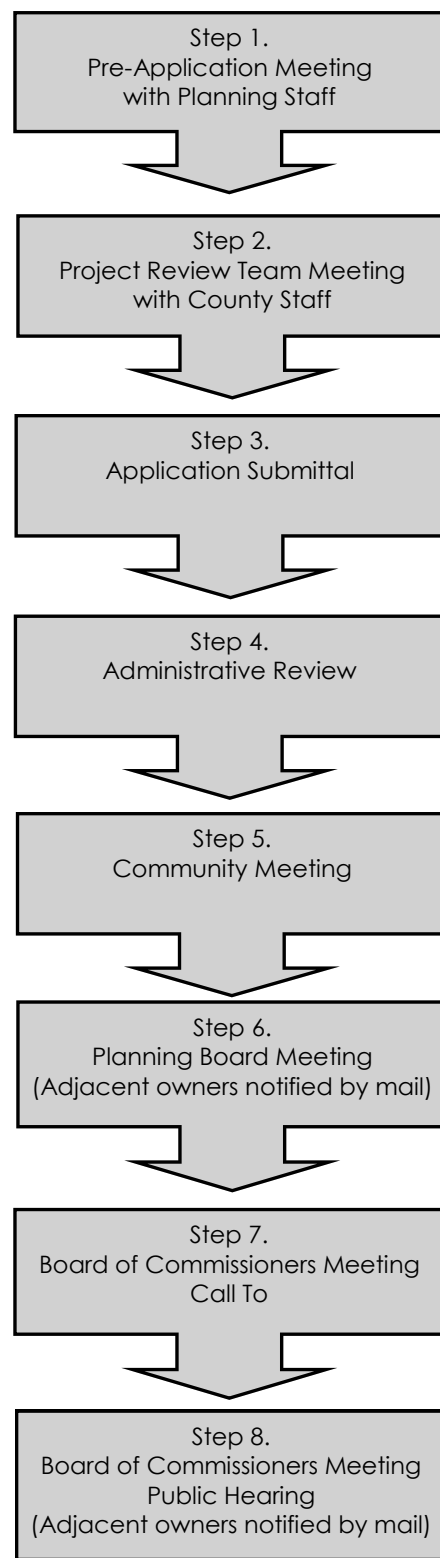 Step 1.
Pre-Application Meeting
with Planning Staff
Step 2.
Project Review Team Meeting
with County Staff
Step 3.
Application Submittal
Step 4.
Administrative Review
Step 5.
Community Meeting
Step 6.
Planning Board Meeting
(Adjacent owners notified by mail)
Step 7.
Board of Commissioners Meeting
Call To
Step 8.
Board of Commissioners Meeting
Public Hearing
(Adjacent owners notified by mail)